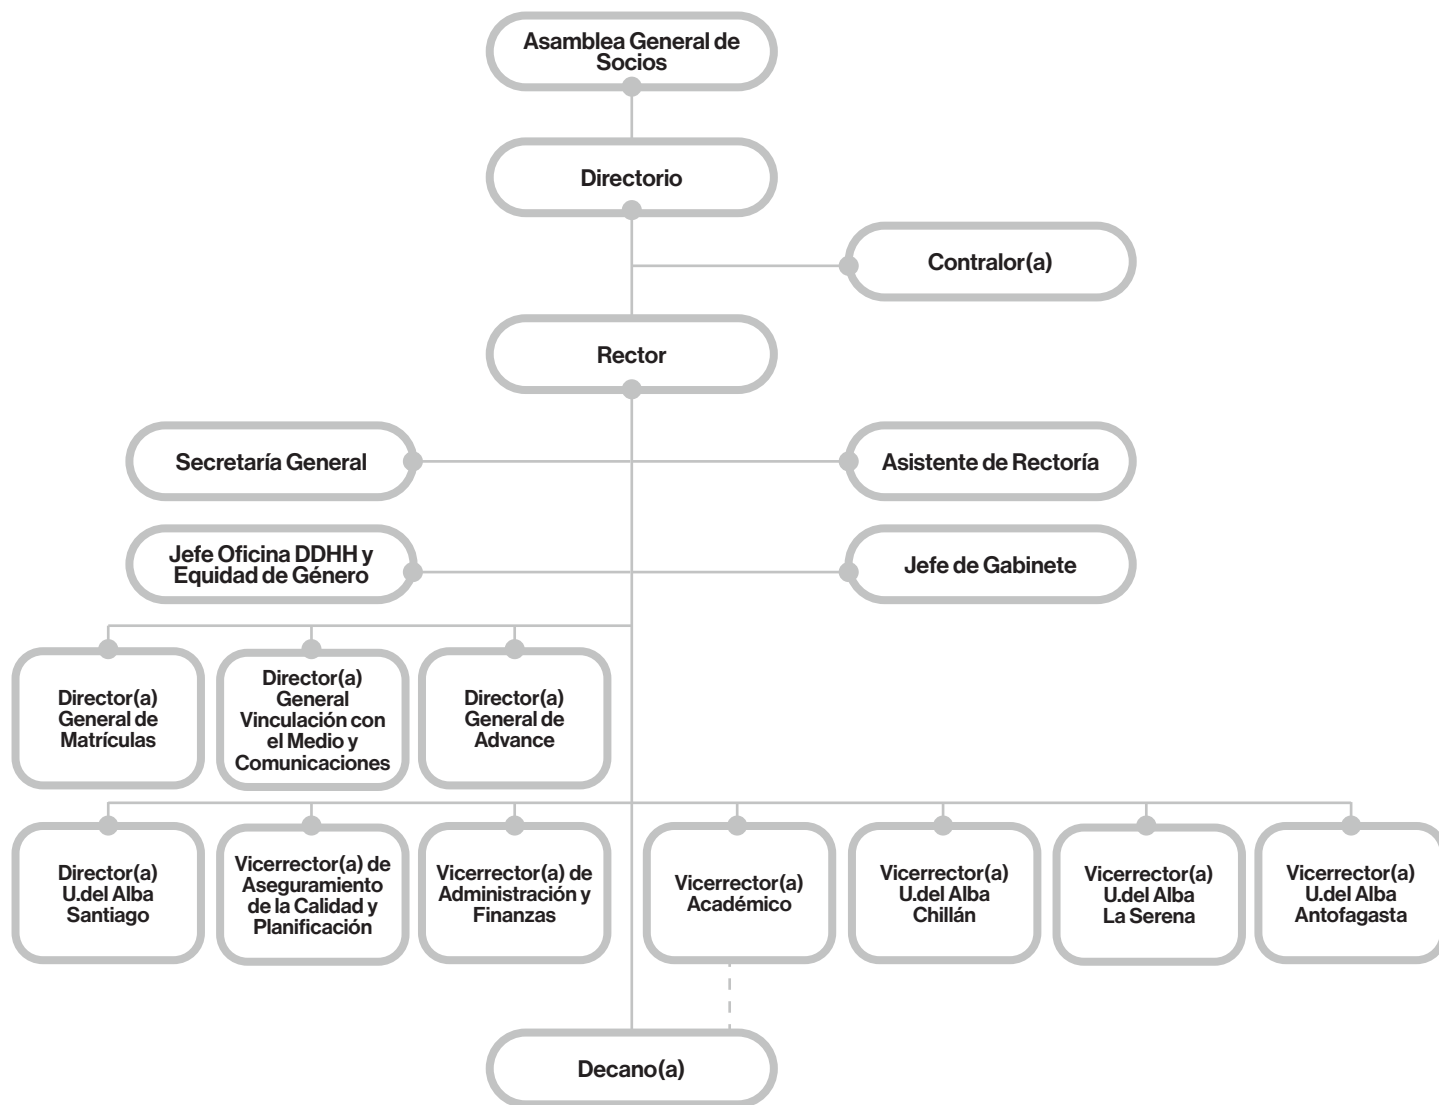 Asamblea General de
Socios
Directorio
Contralor(a)
Rector
Secretaría General
Asistente de Rectoría
Jefe Oficina DDHH y
Equidad de Género
Jefe de Gabinete
Director(a)
General de
Matrículas
Director(a)
General
Vinculación con
el Medio y
Comunicaciones
Director(a)
General de
Advance
Director(a)
U.del Alba
Santiago
Vicerrector(a) de
Aseguramiento
de la Calidad y
Planificación
Vicerrector(a) de
Administración y
Finanzas
Vicerrector(a)
Académico
Vicerrector(a)
U.del Alba
Chillán
Vicerrector(a)
U.del Alba
La Serena
Vicerrector(a)
U.del Alba
Antofagasta
Decano(a)